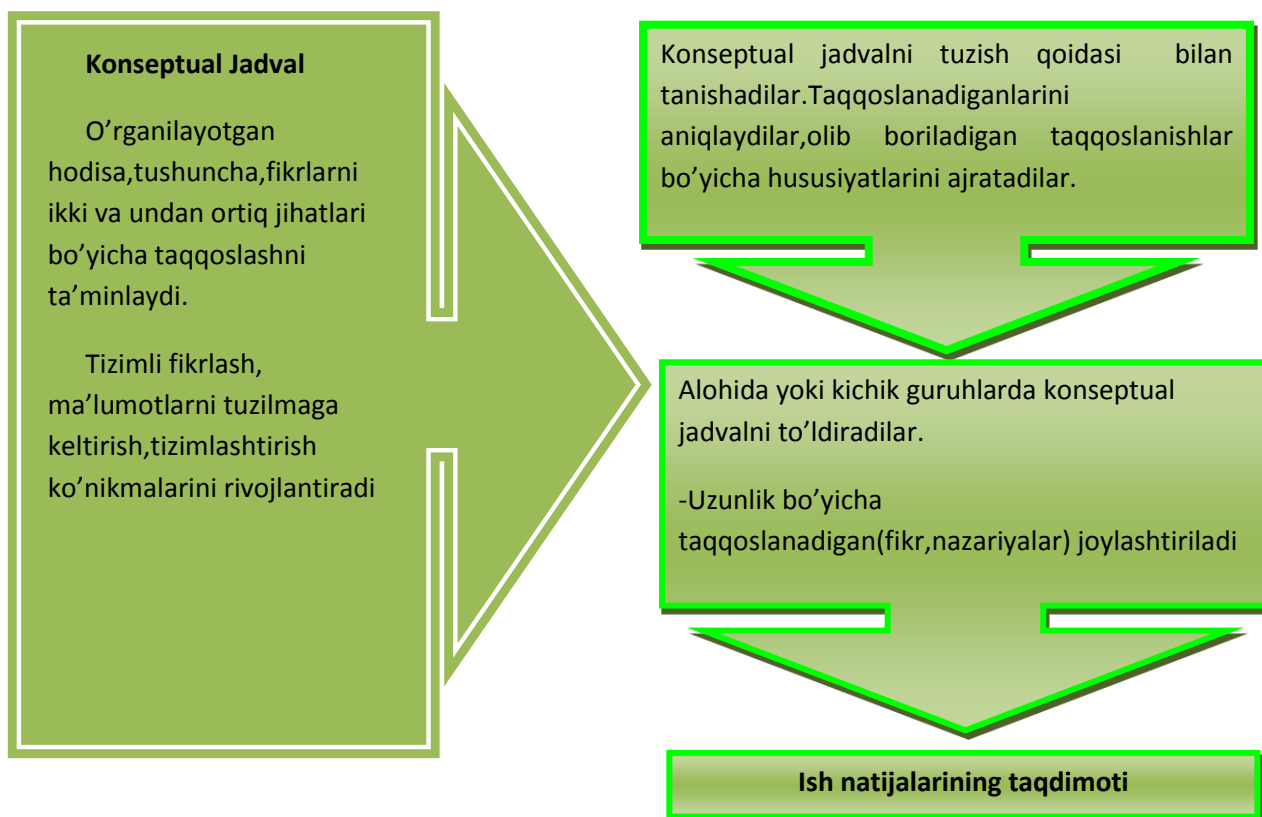 Konseptual Jadval
O’rganilayotgan
hodisa,tushuncha,fikrlarni
ikki va undan ortiq jihatlari
bo’yicha taqqoslashni
ta’minlaydi.
Tizimli fikrlash,
ma’lumotlarni tuzilmaga
keltirish,tizimlashtirish
ko’nikmalarini rivojlantiradi
Konseptual jadvalni tuzish qoidasi bilan
tanishadilar.Taqqoslanadiganlarini
aniqlaydilar,olib boriladigan taqqoslanishlar
bo’yicha hususiyatlarini ajratadilar.
Alohida yoki kichik guruhlarda konseptual
jadvalni to’ldiradilar.
-Uzunlik bo’yicha
taqqoslanadigan(fikr,nazariyalar) joylashtiriladi
Ish natijalarining taqdimoti